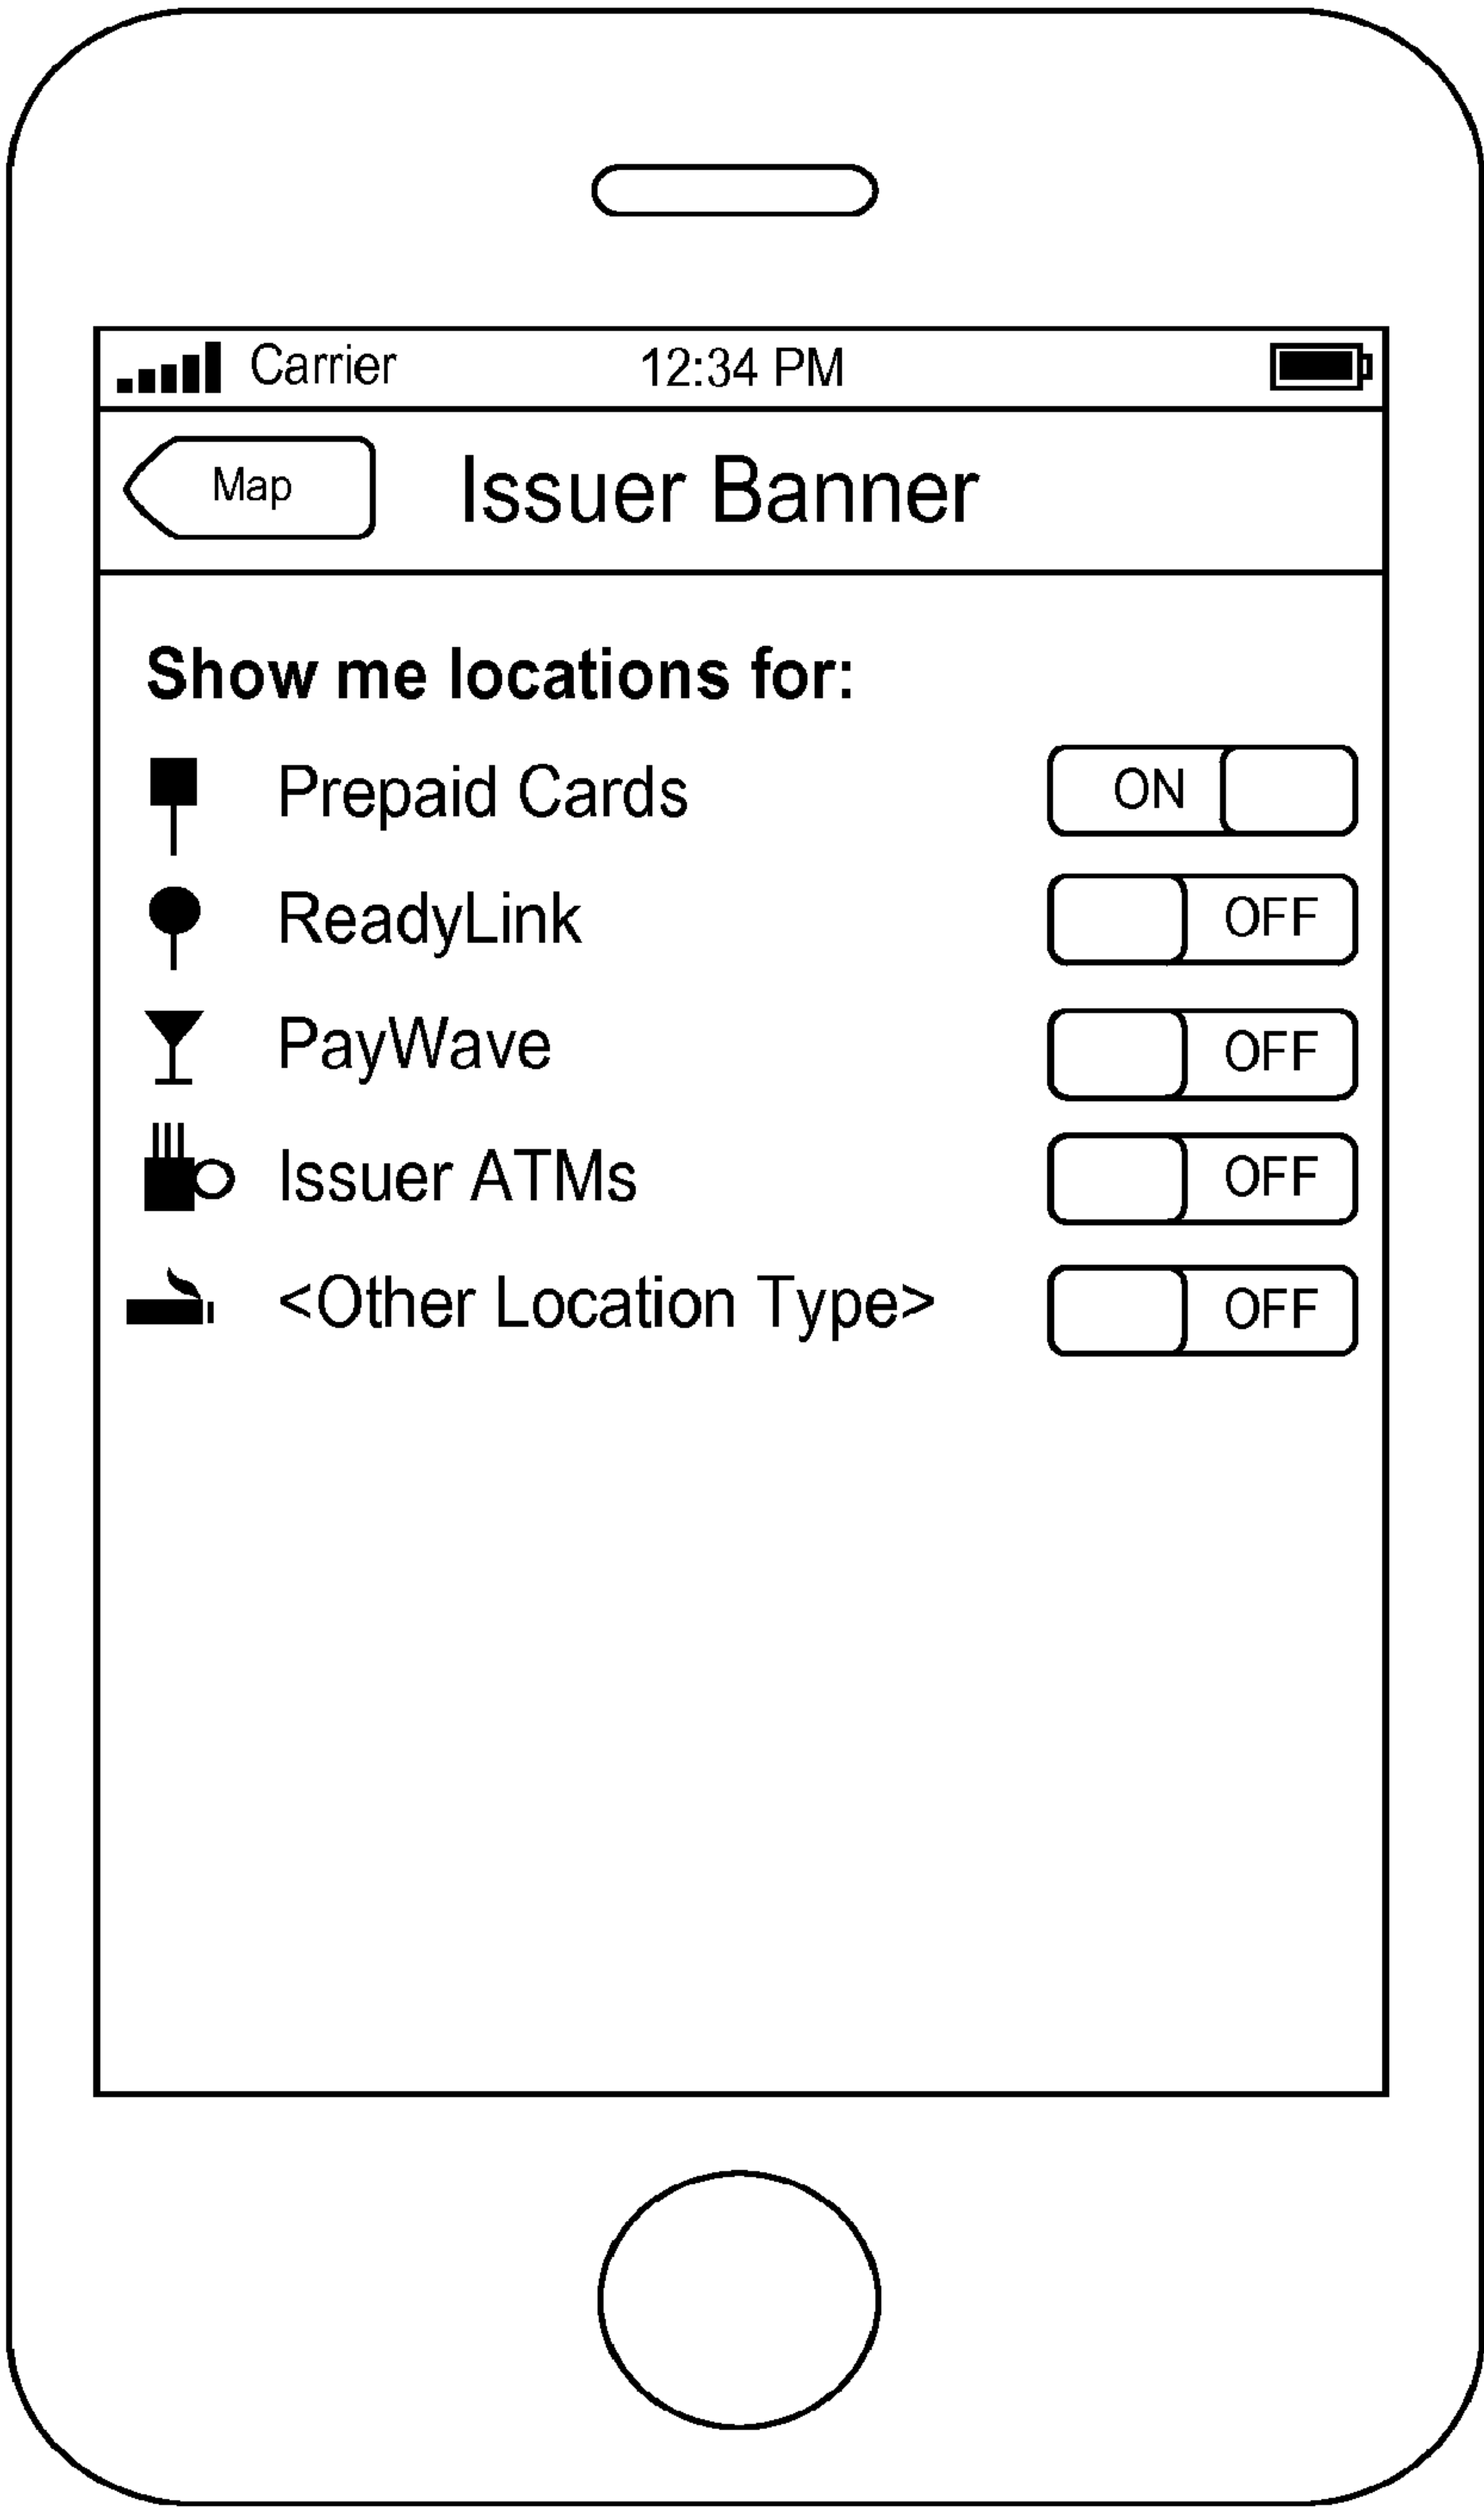 Carrier 12:34 PM
Map Issuer Banner
Show me locations for:
Prepaid Cards ON
ReadyLink OFF
PayWave OFF
Issuer ATMs OFF
<Other Location Type> OFF